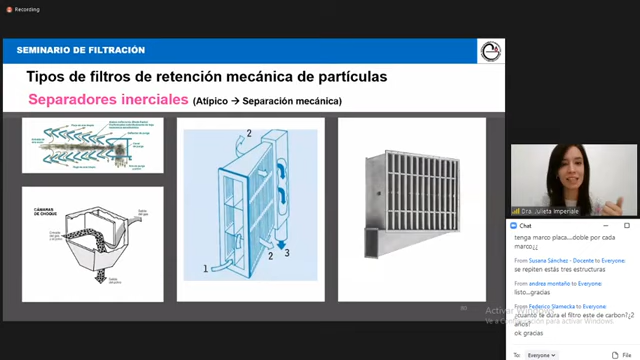 Recording
SEMINARIO DE FILTRACIÓN
Tipos de filtros de retención mecánica de partículas
Separadores inerciales (Atípico → Separación mecánica)
CÁMARAS
DE CHOQUE
2
1
2
3
80
Dra. Julieta Imperiale
Chat
tenga marco placa...doble por cada
marco¿¿
From Susana Sánchez - Docente to Everyone:
se repiten estás tres estructuras
From andrea montaño to Everyone:
listo...gracias
From Federico Slamecka to Everyone:
¿cuanto te dura el filtro este de carbon?¿2
años?
ok gracias
Activar Windows
Ve a Configuración para activar Windows.
To:
Everyone
File